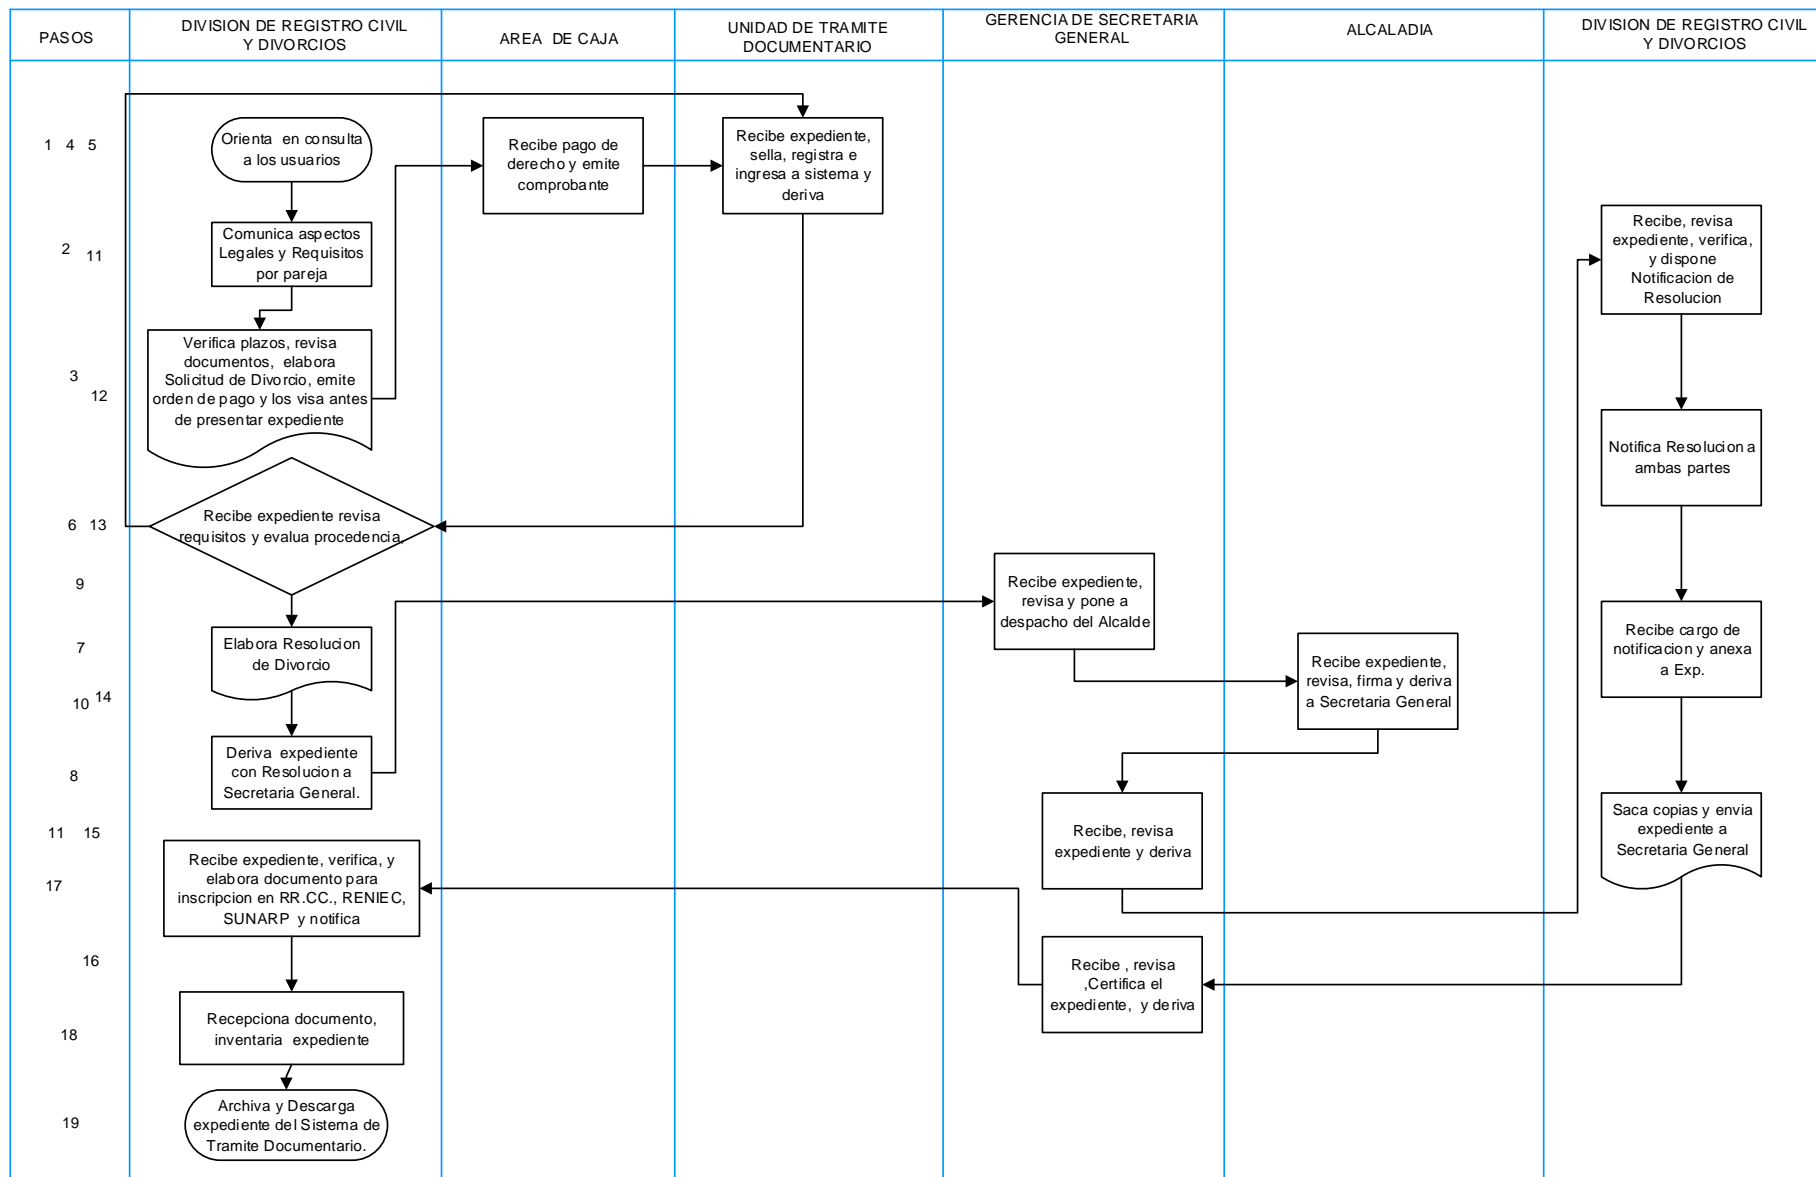 PASOS
DIVISION DE REGISTRO CIVIL
Y DIVORCIOS
AREA DE CAJA
UNIDAD DE TRAMITE
DOCUMENTARIO
GERENCIA DE SECRETARIA
GENERAL
ALCALADIA
DIVISION DE REGISTRO CIVIL
Y DIVORCIOS
1 4 5
Orienta en consulta
a los usuarios
Recibe pago de
derecho y emite
comprobante
Recibe expediente,
sella, registra e
ingresa a sistema y
deriva
2 11
Comunica aspectos
Legales y Requisitos
por pareja
Recibe, revisa
expediente, verifica,
y dispone
Notificacion de
Resolucion
3
12
Verifica plazos, revisa
documentos, elabora
Solicitud de Divorcio, emite
orden de pago y los visa antes
de presentar expediente
Notifica Resolucion a
ambas partes
6 13
Recibe expediente revisa
requisitos y evalua procedencia,
9
Recibe expediente,
revisa y pone a
despacho del Alcalde
7
Elabora Resolucion
de Divorcio
Recibe expediente,
revisa, firma y deriva
a Secretaria General
Recibe cargo de
notificacion y anexa
a Exp.
10 14
8
Deriva expediente
con Resolucion a
Secretaria General.
11 15
Recibe, revisa
expediente y deriva
Saca copias y envia
expediente a
Secretaria General
17
Recibe expediente, verifica, y
elabora documento para
inscripcion en RR.CC., RENIEC,
SUNARP y notifica
16
Recibe , revisa
,Certifica el
expediente, y deriva
18
Recepciona documento,
inventaria expediente
19
Archiva y Descarga
expediente del Sistema de
Tramite Documentario.